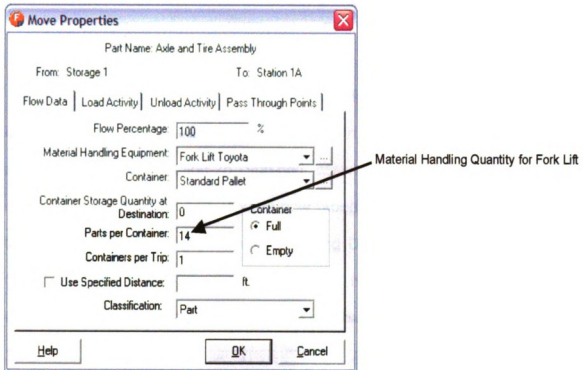 Move Properties
Part Name: Axle and Tire Assembly
From: Storage 1 To: Station 1A
Flow Data Load Activity Unload Activity Pass Through Points
Flow Percentage: 100 %
Material Handling Equipment: Fork Lift Toyota ...
Material Handling Quantity for Fork Lift
Container: Standard Pallet ...
Container Storage Quantity at
Destination: 0
Container
Full
Parts per Container: 14
Empty
Containers per Trip: 1
Use Specified Distance: ft.
Classification: Part
Help OK Cancel